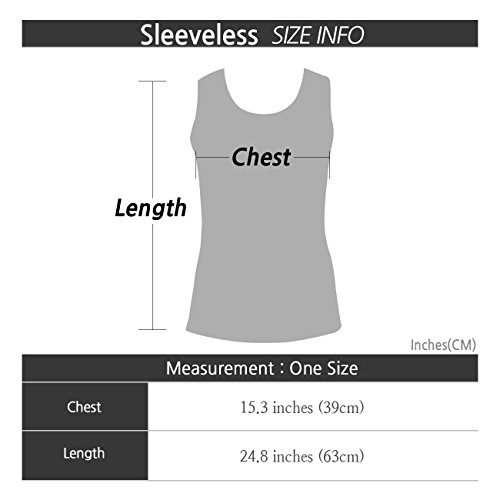 Sleeveless SIZE INFO
Chest
Length
Inches(CM)
Measurement : One Size
Chest 15.3 inches (39cm)
Length 24.8 inches (63cm)